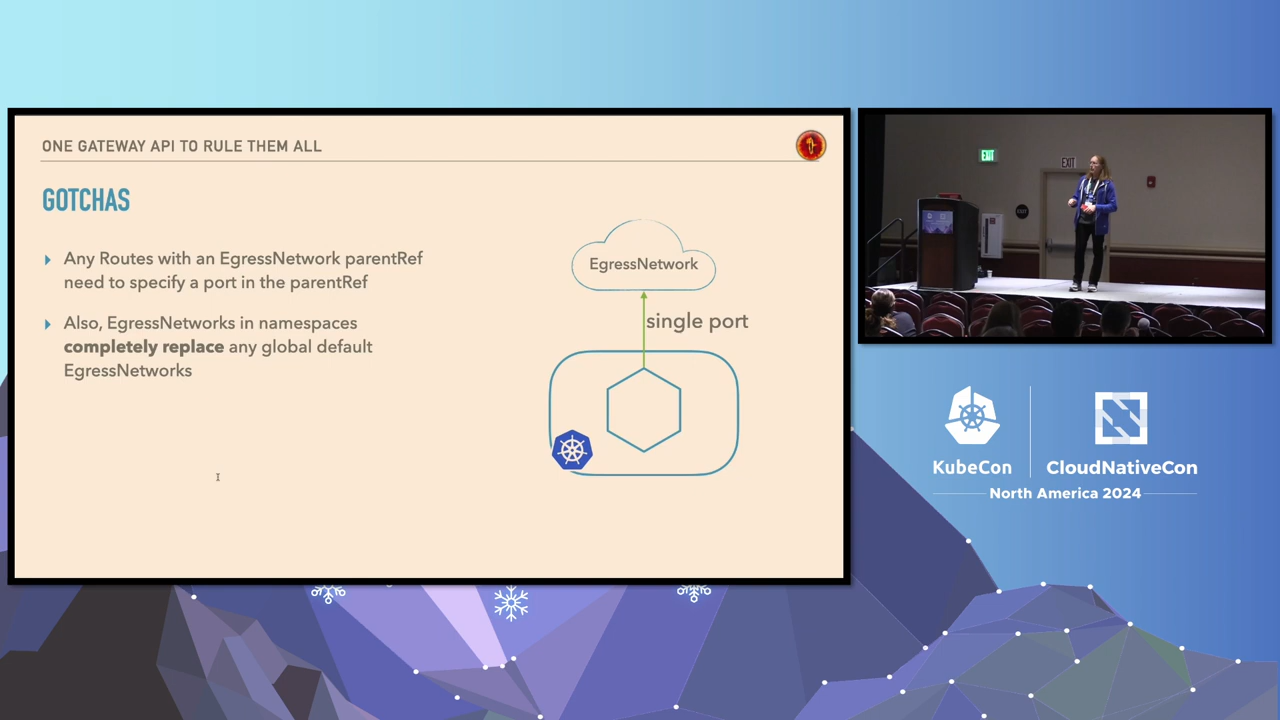 ONE GATEWAY API TO RULE THEM ALL
GOTCHAS
Any Routes with an EgressNetwork parentRef
need to specify a port in the parentRef
Also, EgressNetworks in namespaces
completely replace any global default
EgressNetworks
EgressNetwork
single port
EXIT
EXIT
KubeCon
CloudNativeCon
North America 2024